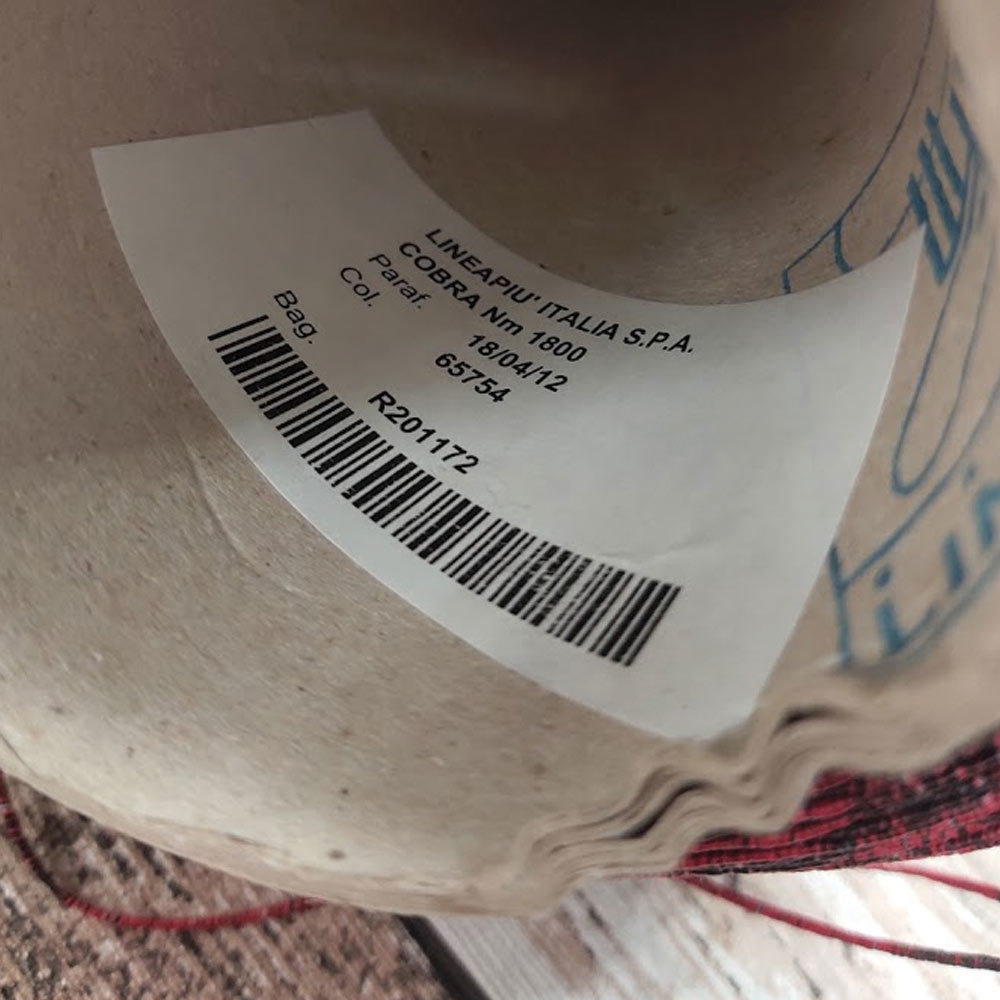 LINEAPIU' ITALIA S.P.A.
COBRA Nm 1800
Paraf. 18/04/12
Col. 65754
Bag. R201172